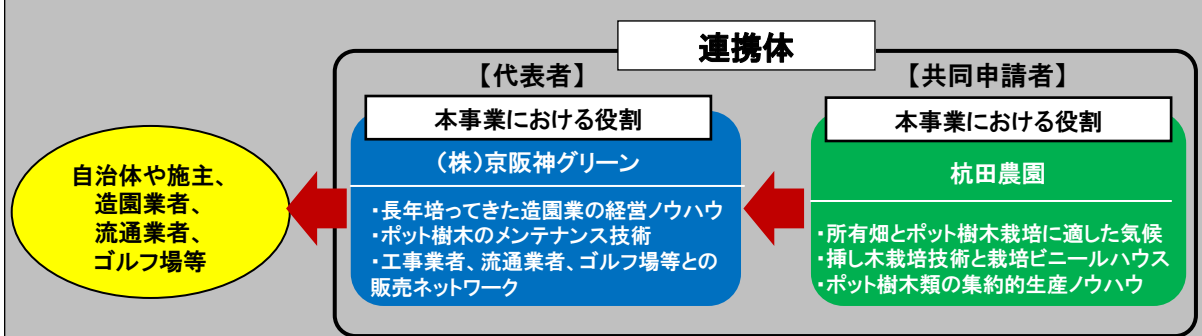 連携体
【代表者】
【共同申請者】
本事業における役割
(株)京阪神グリーン
・長年培ってきた造園業の経営ノウハウ
・ポット樹木のメンテナンス技術
・工事業者、流通業者、ゴルフ場等との
販売ネットワーク
本事業における役割
杭田農園
・所有畑とポット樹木栽培に適した気候
・挿し木栽培技術と栽培ビニールハウス
・ポット樹木類の集約的生産ノウハウ
自治体や施主、
造園業者、
流通業者、
ゴルフ場等